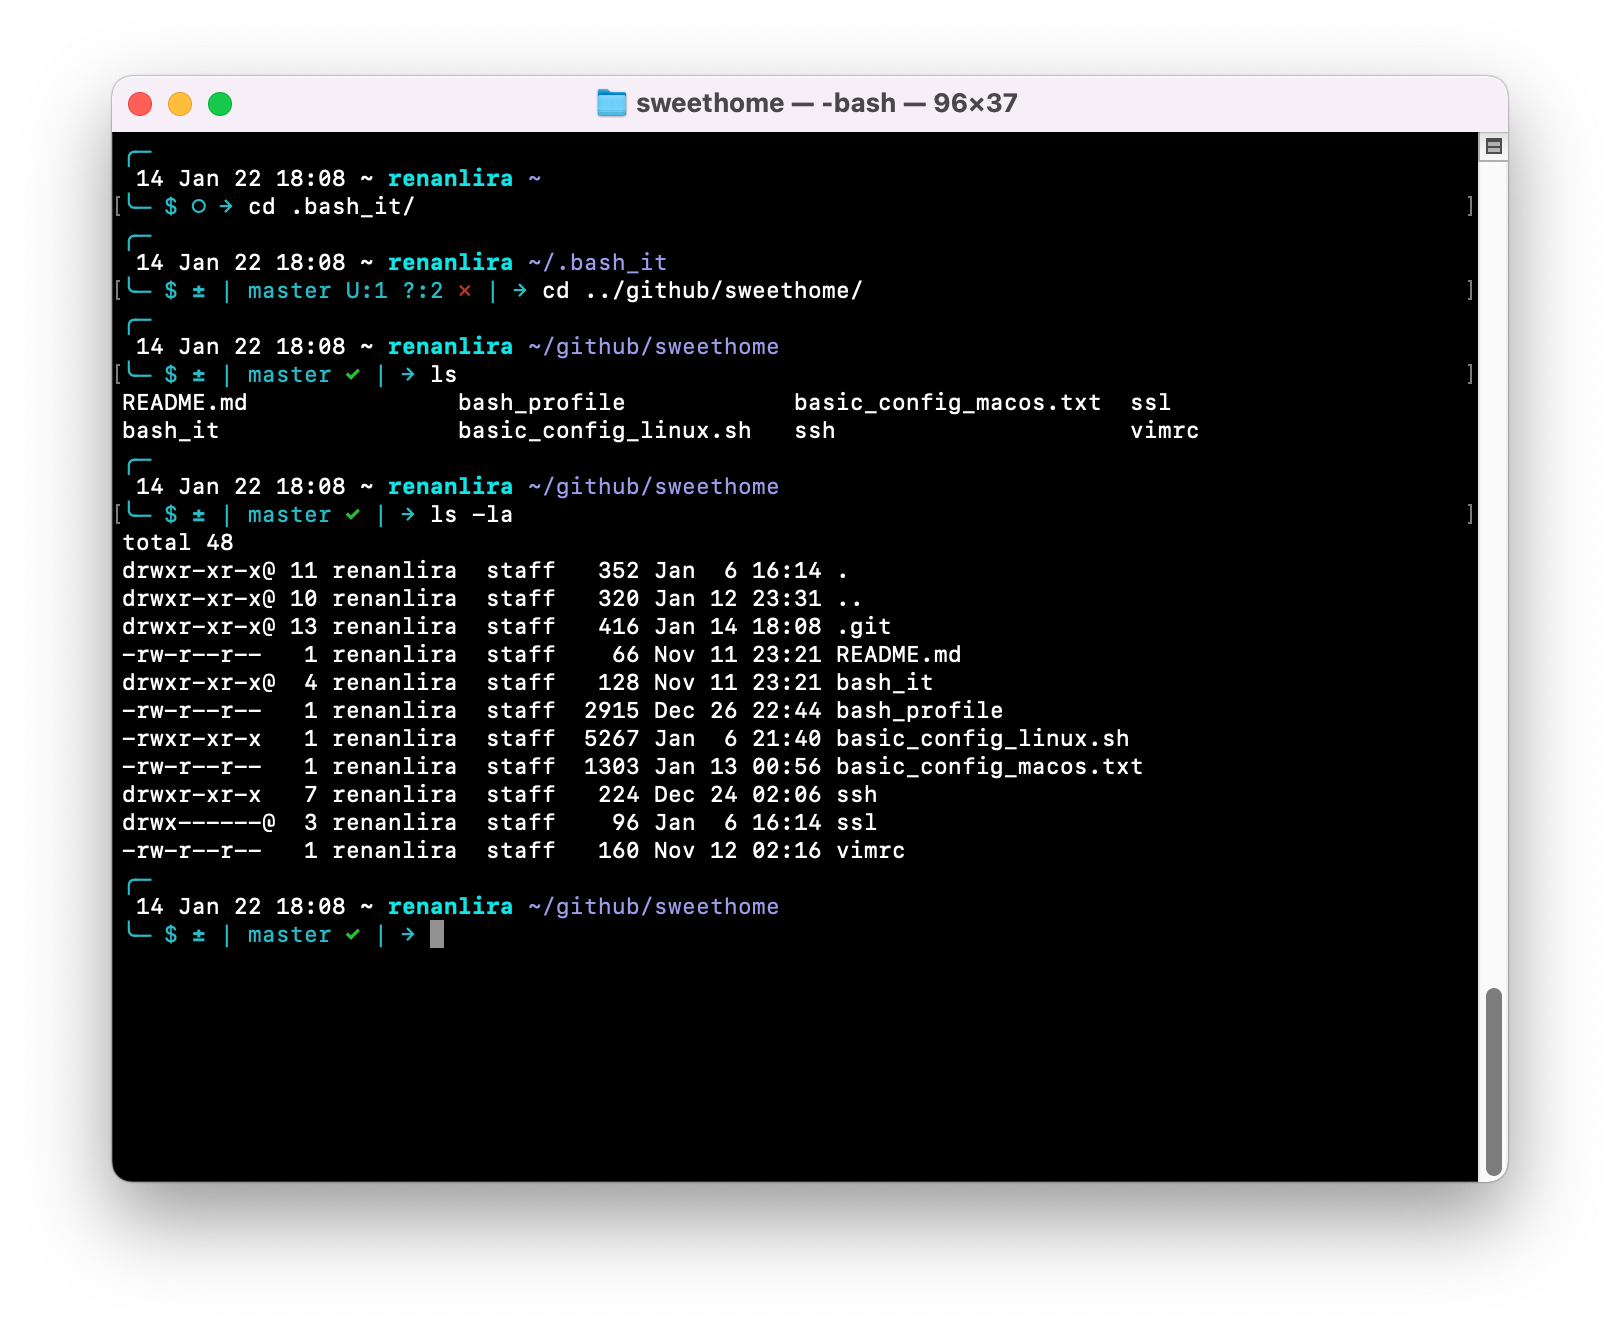 sweethome — -bash — 96×37
╭─
14 Jan 22 18:08 ~ renanlira ~
[╰─ $ ○ → cd .bash_it/ ]
╭─
14 Jan 22 18:08 ~ renanlira ~/.bash_it
[╰─ $ ± | master U:1 ?:2 ✗ | → cd ../github/sweethome/ ]
╭─
14 Jan 22 18:08 ~ renanlira ~/github/sweethome
[╰─ $ ± | master ✓ | → ls ]
README.md bash_profile basic_config_macos.txt ssl
bash_it basic_config_linux.sh ssh vimrc
╭─
14 Jan 22 18:08 ~ renanlira ~/github/sweethome
[╰─ $ ± | master ✓ | → ls -la ]
total 48
drwxr-xr-x@ 11 renanlira staff 352 Jan 6 16:14 .
drwxr-xr-x@ 10 renanlira staff 320 Jan 12 23:31 ..
drwxr-xr-x@ 13 renanlira staff 416 Jan 14 18:08 .git
-rw-r--r-- 1 renanlira staff 66 Nov 11 23:21 README.md
drwxr-xr-x@ 4 renanlira staff 128 Nov 11 23:21 bash_it
-rw-r--r-- 1 renanlira staff 2915 Dec 26 22:44 bash_profile
-rwxr-xr-x 1 renanlira staff 5267 Jan 6 21:40 basic_config_linux.sh
-rw-r--r-- 1 renanlira staff 1303 Jan 13 00:56 basic_config_macos.txt
drwxr-xr-x 7 renanlira staff 224 Dec 24 02:06 ssh
drwx------@ 3 renanlira staff 96 Jan 6 16:14 ssl
-rw-r--r-- 1 renanlira staff 160 Nov 12 02:16 vimrc
╭─
14 Jan 22 18:08 ~ renanlira ~/github/sweethome
╰─ $ ± | master ✓ | →